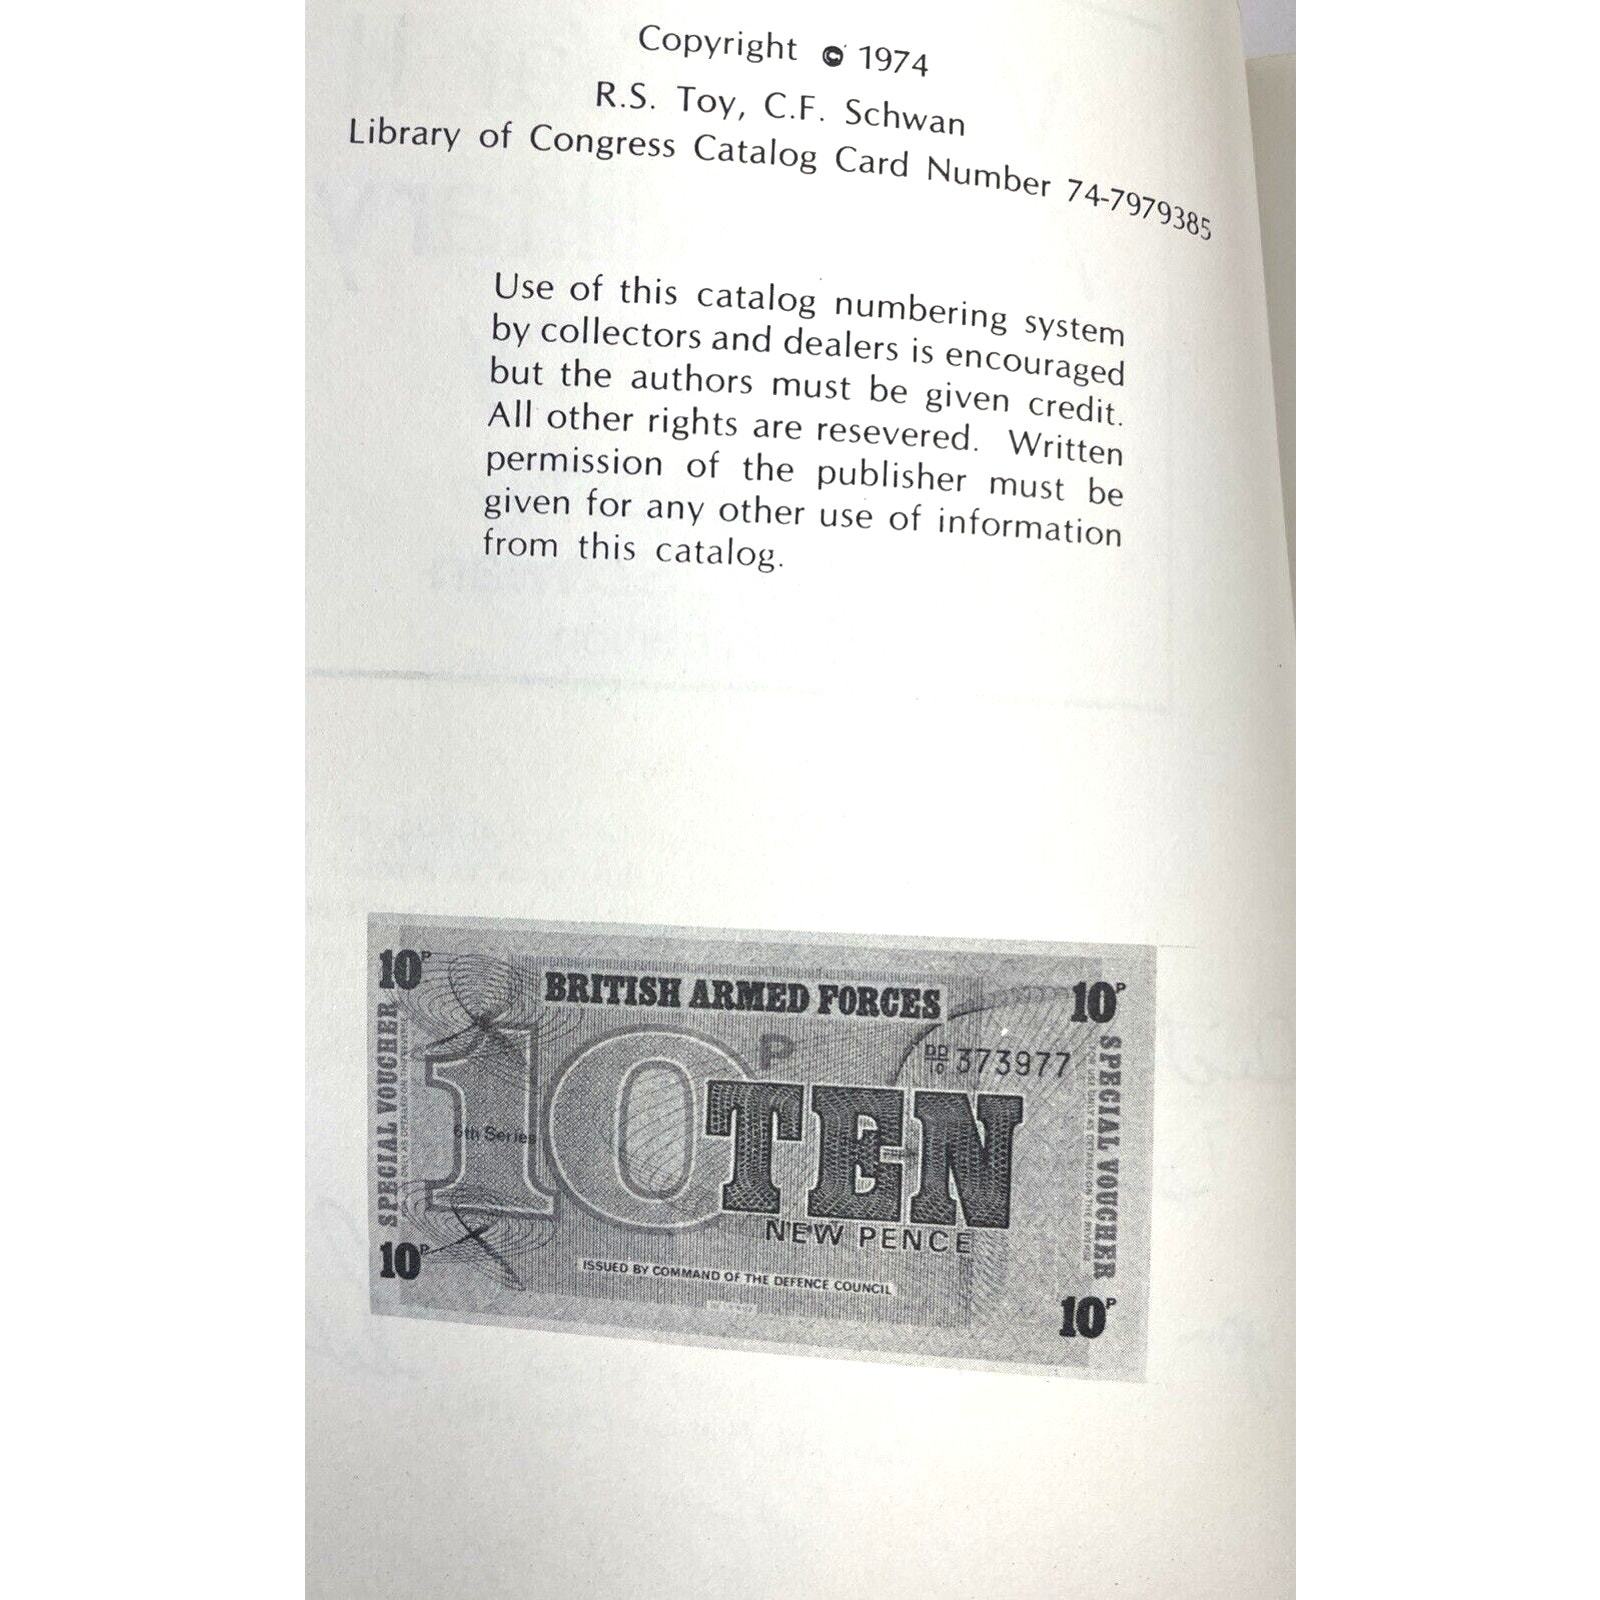 Copyright © 1974
R.S. Toy, C.F. Schwan
Library of Congress Catalog Card Number 74-7979385
Use of this catalog numbering system
by collectors and dealers is encouraged
but the authors must be given credit.
All other rights are resevered. Written
permission of the publisher must be
given for any other use of information
from this catalog.
10P
BRITISH ARMED FORCES
10P
DD/10 373977
10 P
TEN
6th Series
NEW PENCE
SPECIAL VOUCHER
SPECIAL VOUCHER
ISSUED BY COMMAND OF THE DEFENCE COUNCIL
10P
10P